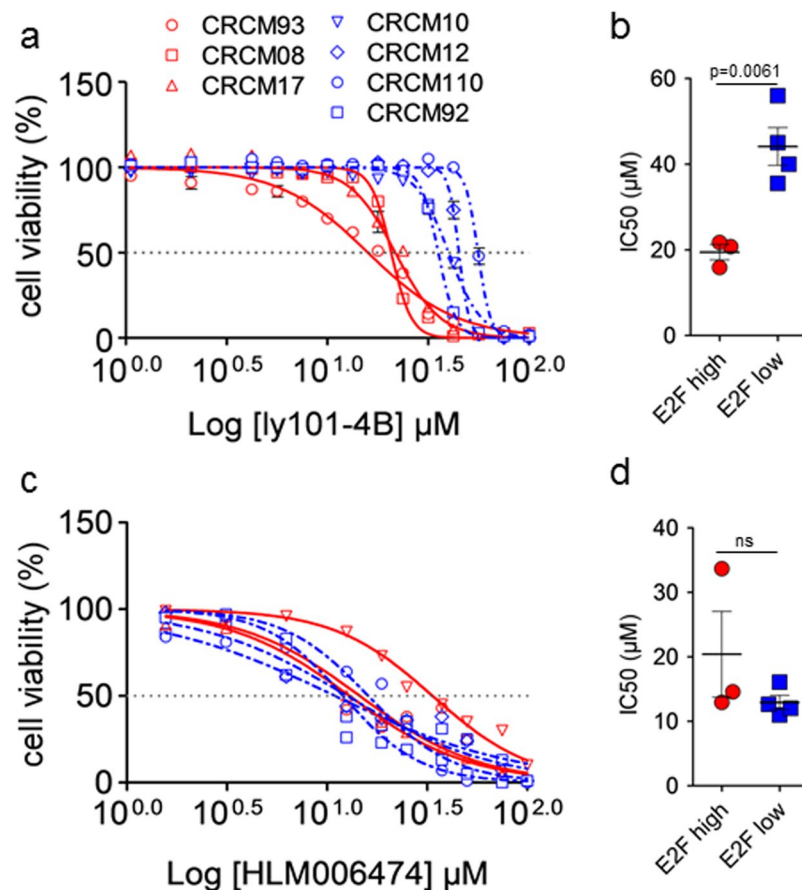 a
CRCM93
CRCM08
CRCM17
CRCM10
CRCM12
CRCM110
CRCM92
150
100
50
0
cell viability (%)
10^0.0 10^0.5 10^1.0 10^1.5 10^2.0
Log [ly101-4B] µM
b
p=0.0061
60
40
20
0
IC50 (µM)
E2F high
E2F low
c
150
100
50
0
cell viability (%)
10^0.0 10^0.5 10^1.0 10^1.5 10^2.0
Log [HLM006474] µM
d
ns
40
30
20
10
0
IC50 (µM)
E2F high
E2F low